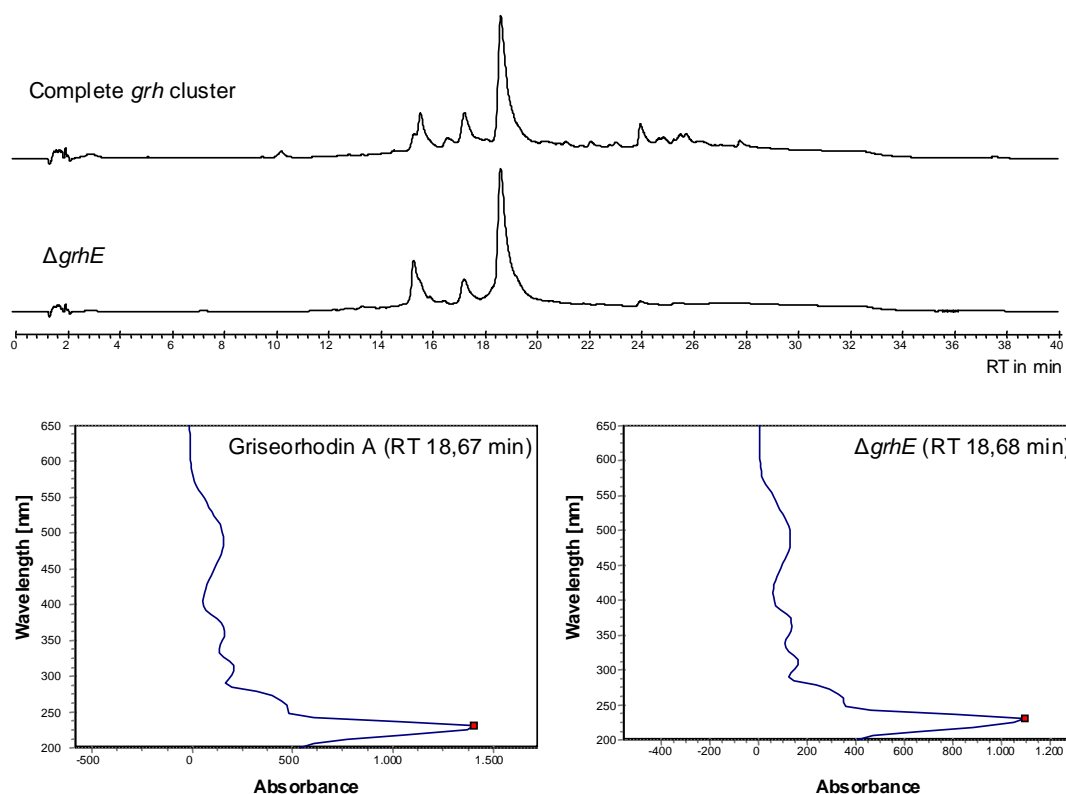 Complete grh cluster
ΔgrhE
0 2 4 6 8 10 12 14 16 18 20 22 24 26 28 30 32 34 36 38 40
RT in min
Griseorhodin A (RT 18,67 min)
650
600
550
500
450
400
350
300
250
200
Wavelength [nm]
-500 0 500 1.000 1.500
Absorbance
ΔgrhE (RT 18,68 min)
650
600
550
500
450
400
350
300
250
200
Wavelength [nm]
-400 -200 0 200 400 600 800 1.000 1.200
Absorbance